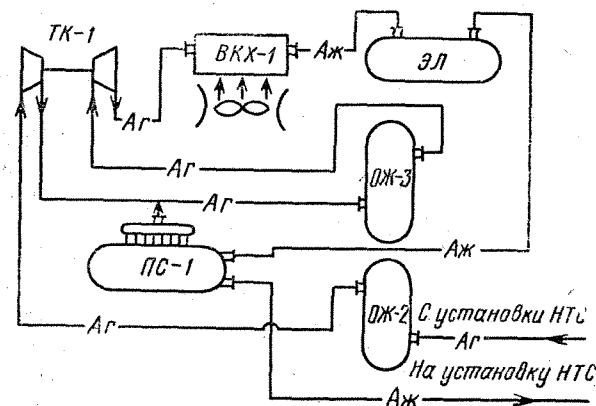 ТК-1
ВКХ-1
Аж
ЭЛ
Аг
Аг
ОЖ-3
Аг
Аж
ПС-1
ОЖ-2
С установки НТС
Аг
Аг
На установку НТС
Аж